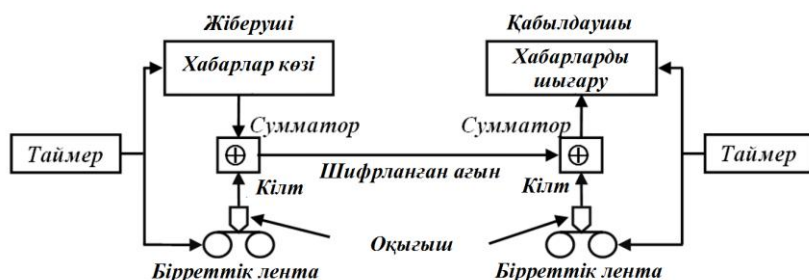 Жіберуші
Қабылдаушы
Хабарлар көзі
Хабарларды
шығару
Сумматор
Сумматор
Таймер
Таймер
⊕
⊕
Кілт
Шифрланған ағын
Кілт
Оқығыш
Бірреттік лента
Бірреттік лента